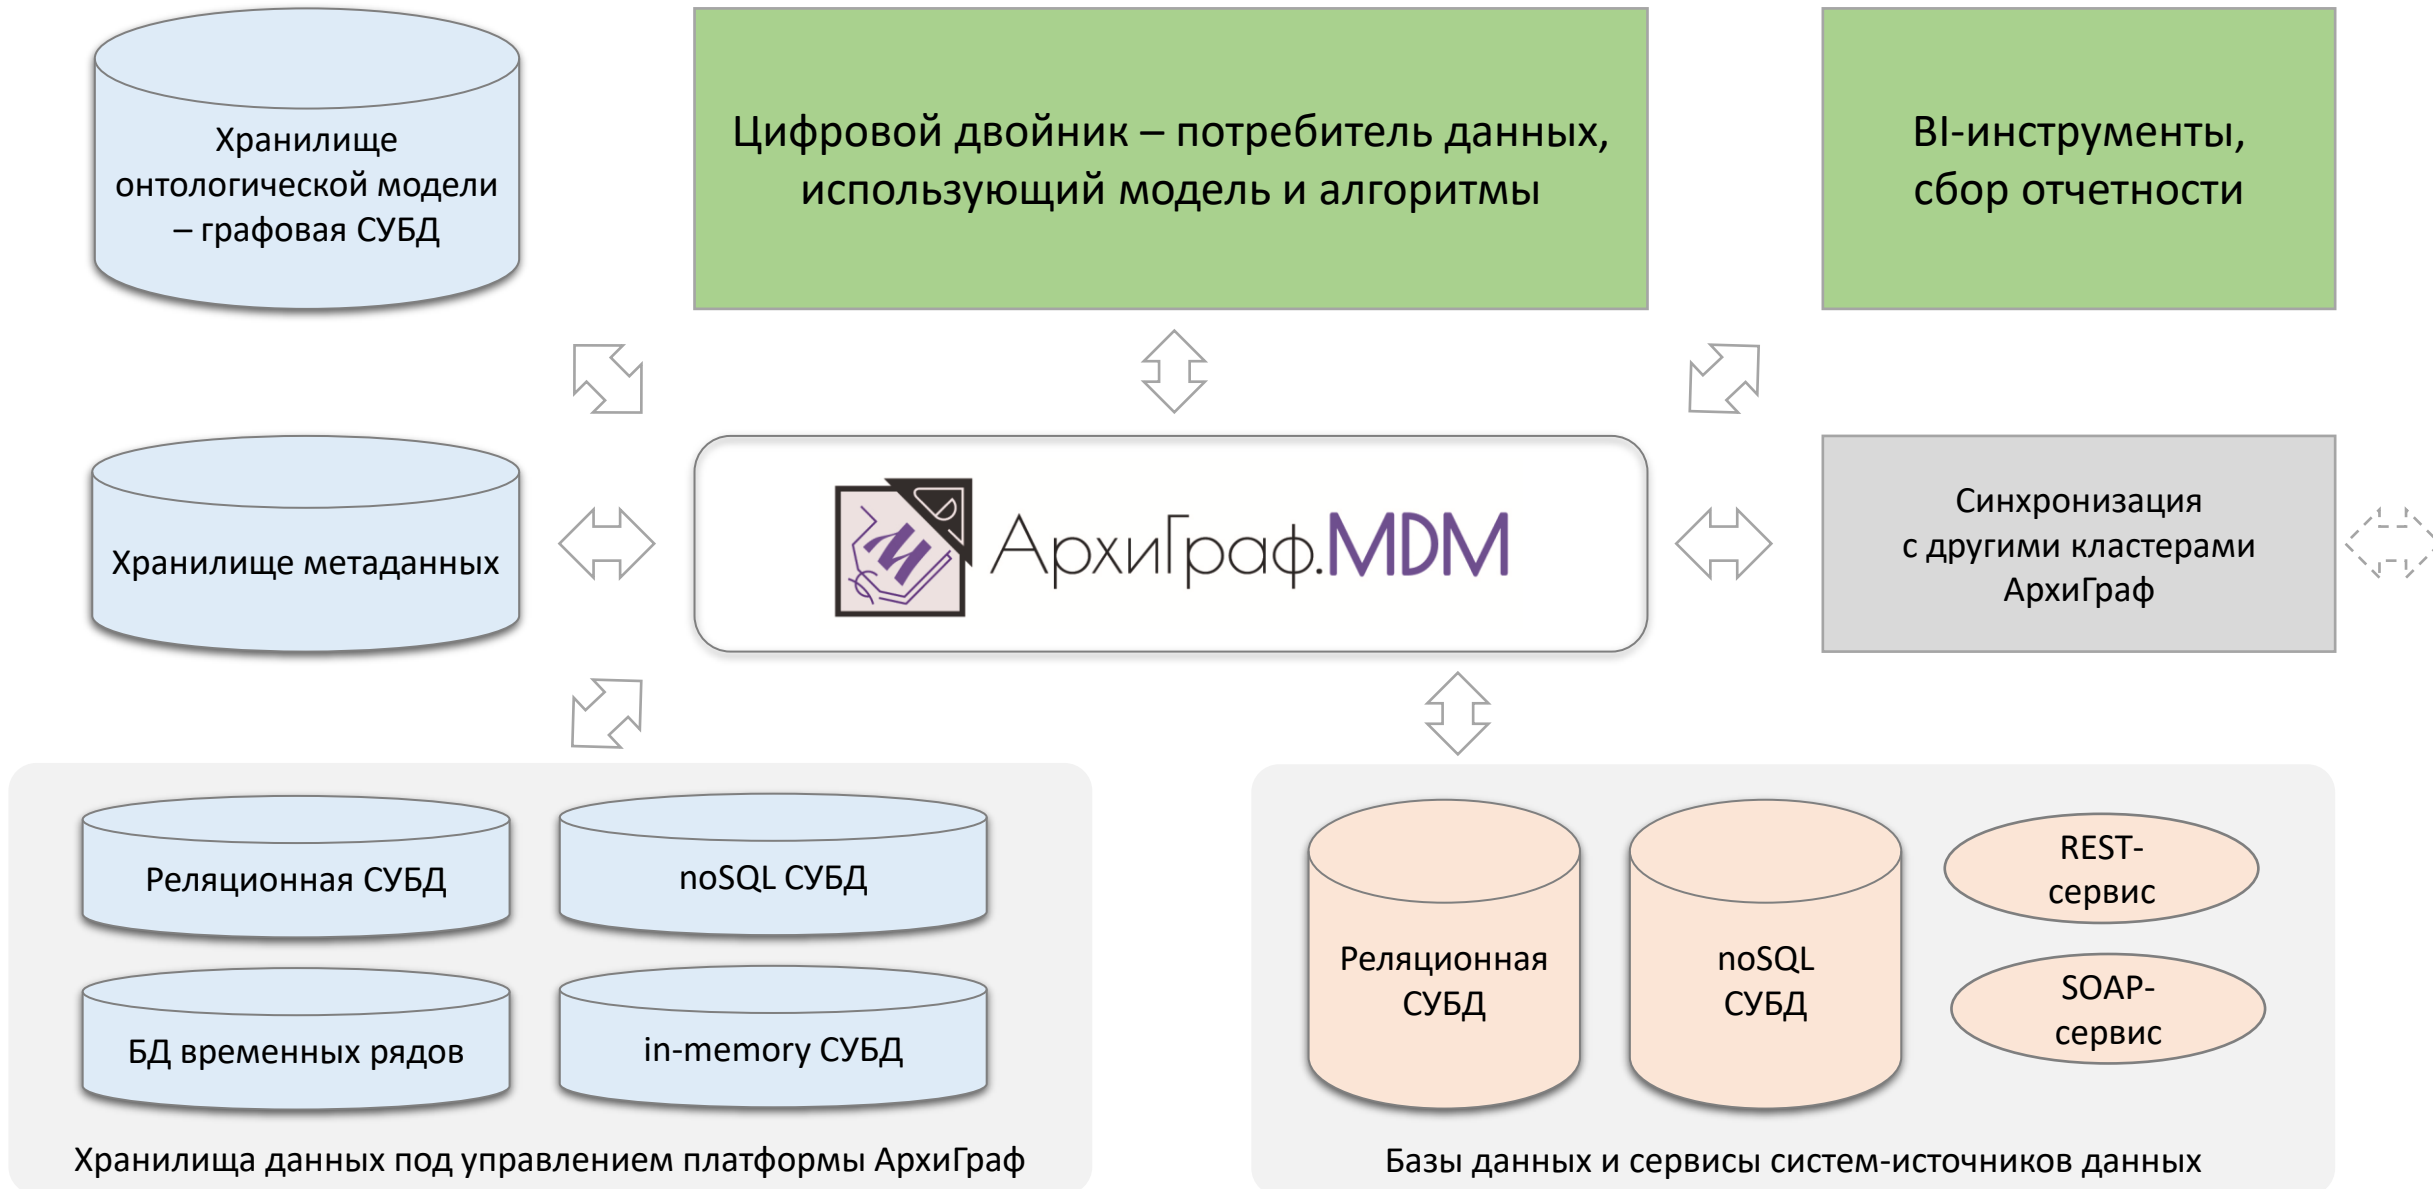 Хранилище
онтологической модели
– графовая СУБД
Цифровой двойник – потребитель данных,
использующий модель и алгоритмы
BI-инструменты,
сбор отчетности
Хранилище метаданных
АрхиГраф.MDM
Синхронизация
с другими кластерами
АрхиГраф
Реляционная СУБД
noSQL СУБД
БД временных рядов
in-memory СУБД
Хранилища данных под управлением платформы АрхиГраф
Реляционная
СУБД
noSQL
СУБД
REST-
сервис
SOAP-
сервис
Базы данных и сервисы систем-источников данных